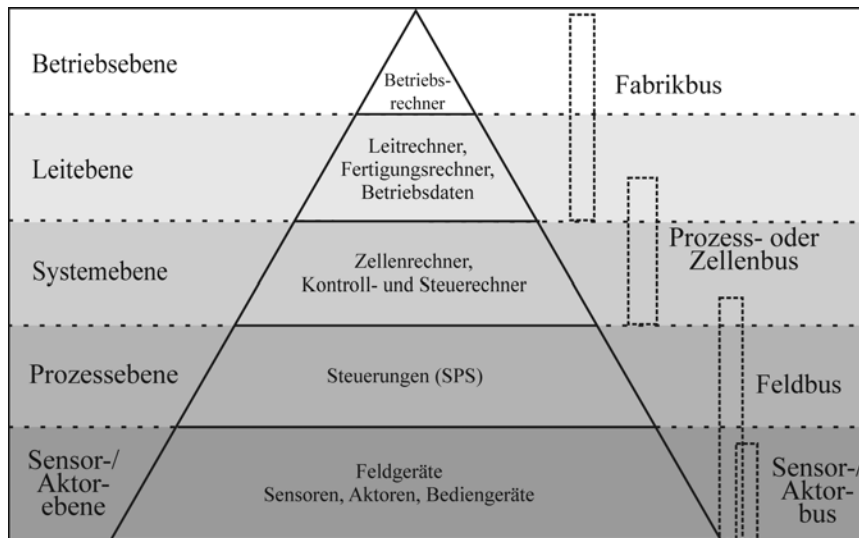 Betriebsebene
Betriebs-
rechner
Fabrikbus
Leitebene
Leitrechner,
Fertigungsrechner,
Betriebsdaten
Systemebene
Zellenrechner,
Kontroll- und Steuerechner
Prozess- oder
Zellenbus
Prozessebene
Steuerungen (SPS)
Feldbus
Sensor-/
Aktor-
ebene
Feldgeräte
Sensoren, Aktoren, Bediengeräte
Sensor-/
Aktor-
bus